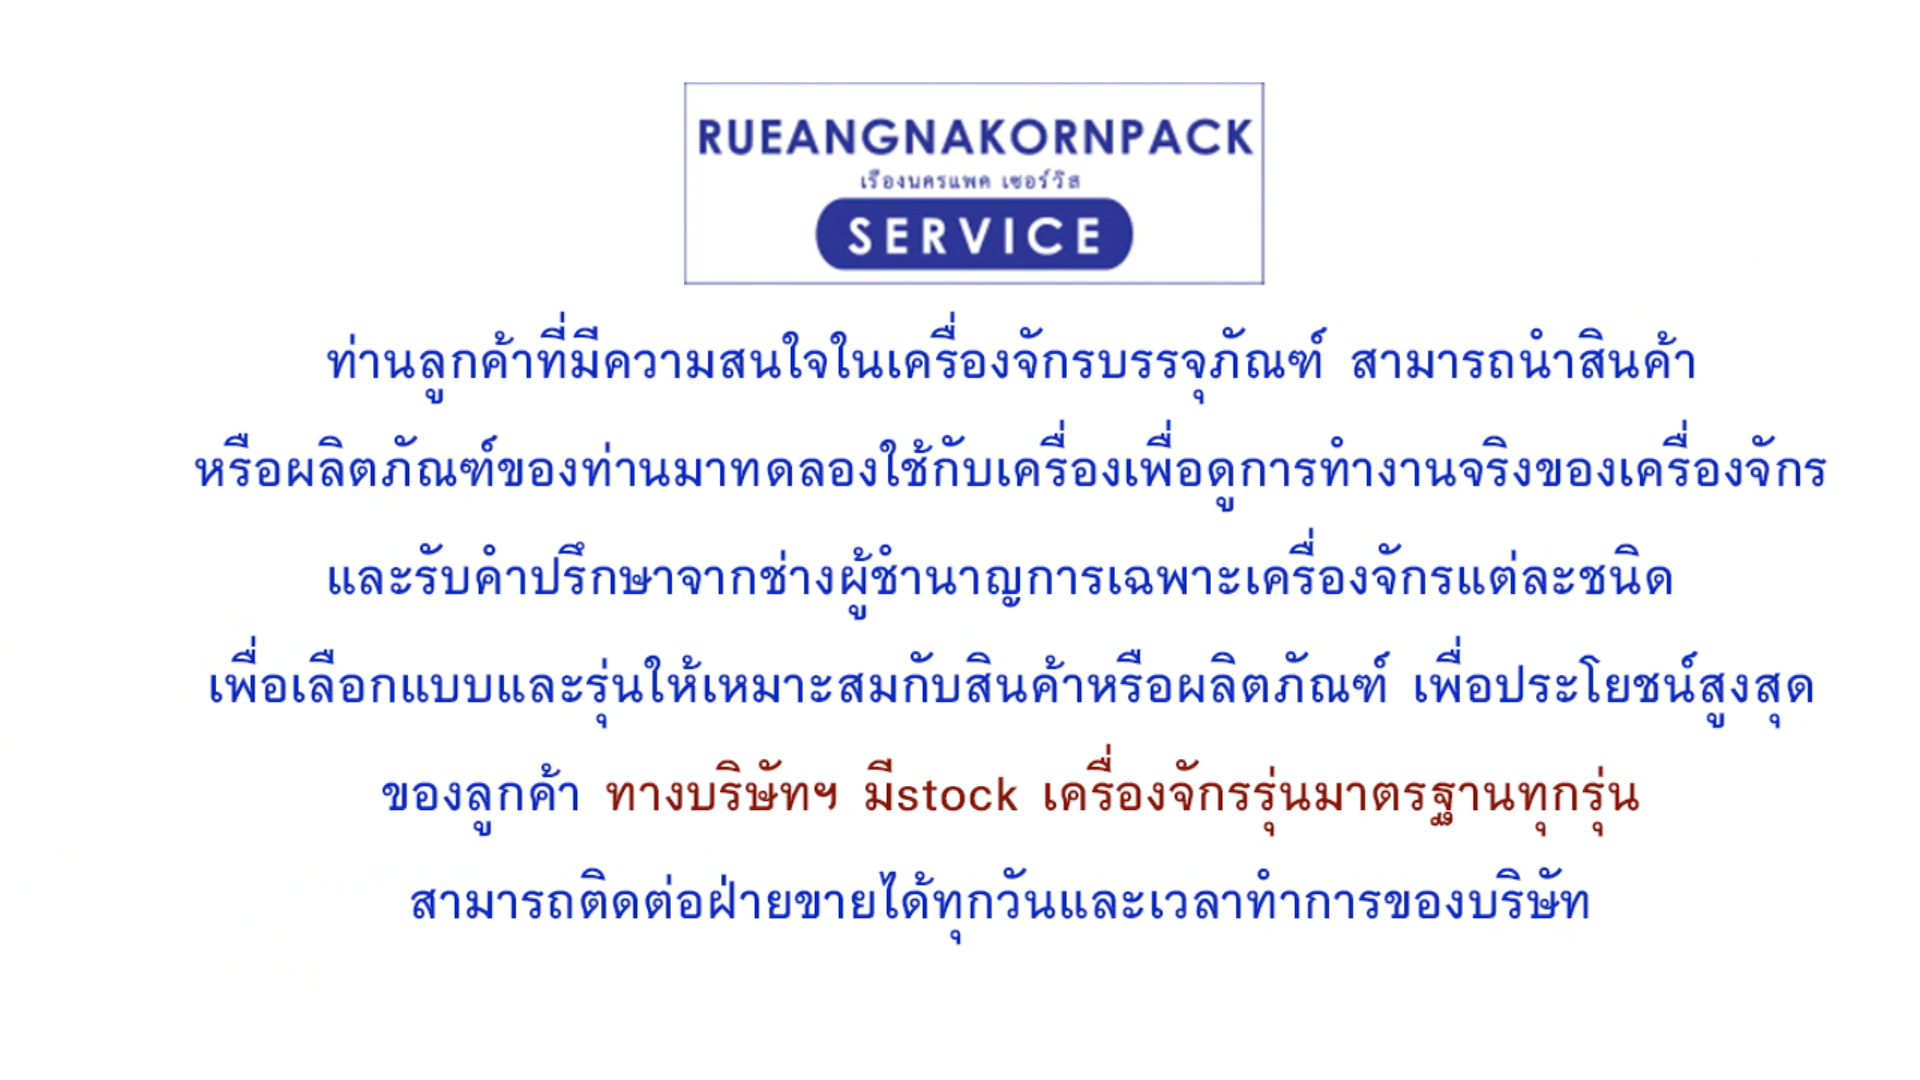 RUEANGNAKORNPACK
เรืองนครแพค เซอร์วิส
SERVICE
ท่านลูกค้าที่มีความสนใจในเครื่องจักรบรรจุภัณฑ์ สามารถนำสินค้า
หรือผลิตภัณฑ์ของท่านมาทดลองใช้กับเครื่องเพื่อดูการทำงานจริงของเครื่องจักร
และรับคำปรึกษาจากช่างผู้ชำนาญการเฉพาะเครื่องจักรแต่ละชนิด
เพื่อเลือกแบบและรุ่นให้เหมาะสมกับสินค้าหรือผลิตภัณฑ์ เพื่อประโยชน์สูงสุด
ของลูกค้า ทางบริษัทฯ มีstock เครื่องจักรรุ่นมาตรฐานทุกรุ่น
สามารถติดต่อฝ่ายขายได้ทุกวันและเวลาทำการของบริษัท